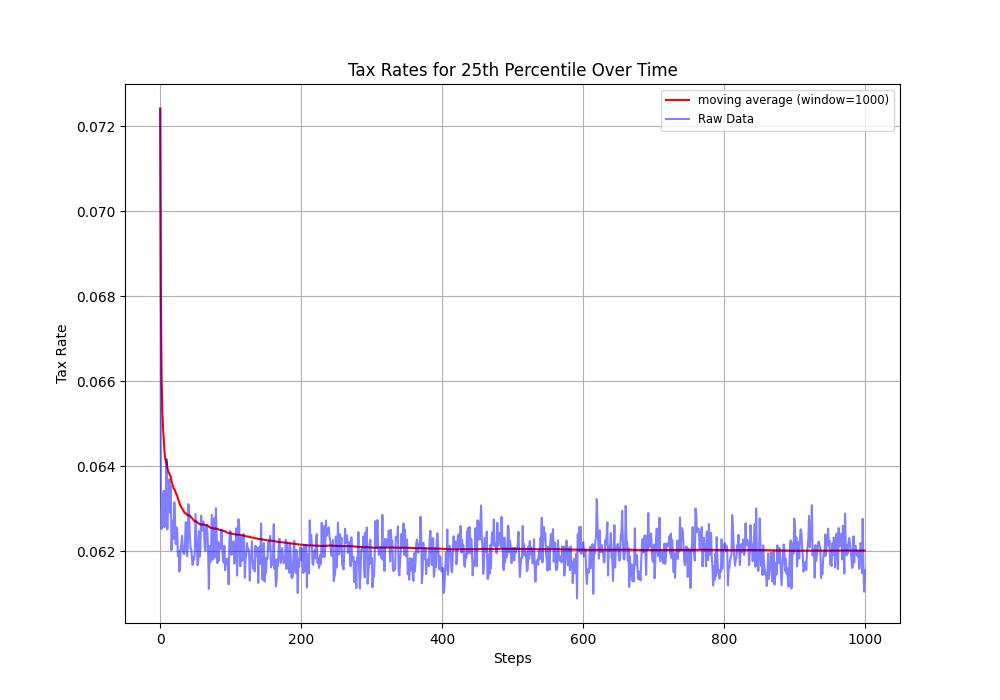 Tax Rates for 25th Percentile Over Time
moving average (window=1000)
Raw Data
0.072
0.070
0.068
0.066
0.064
0.062
Tax Rate
0
200
400
600
800
1000
Steps